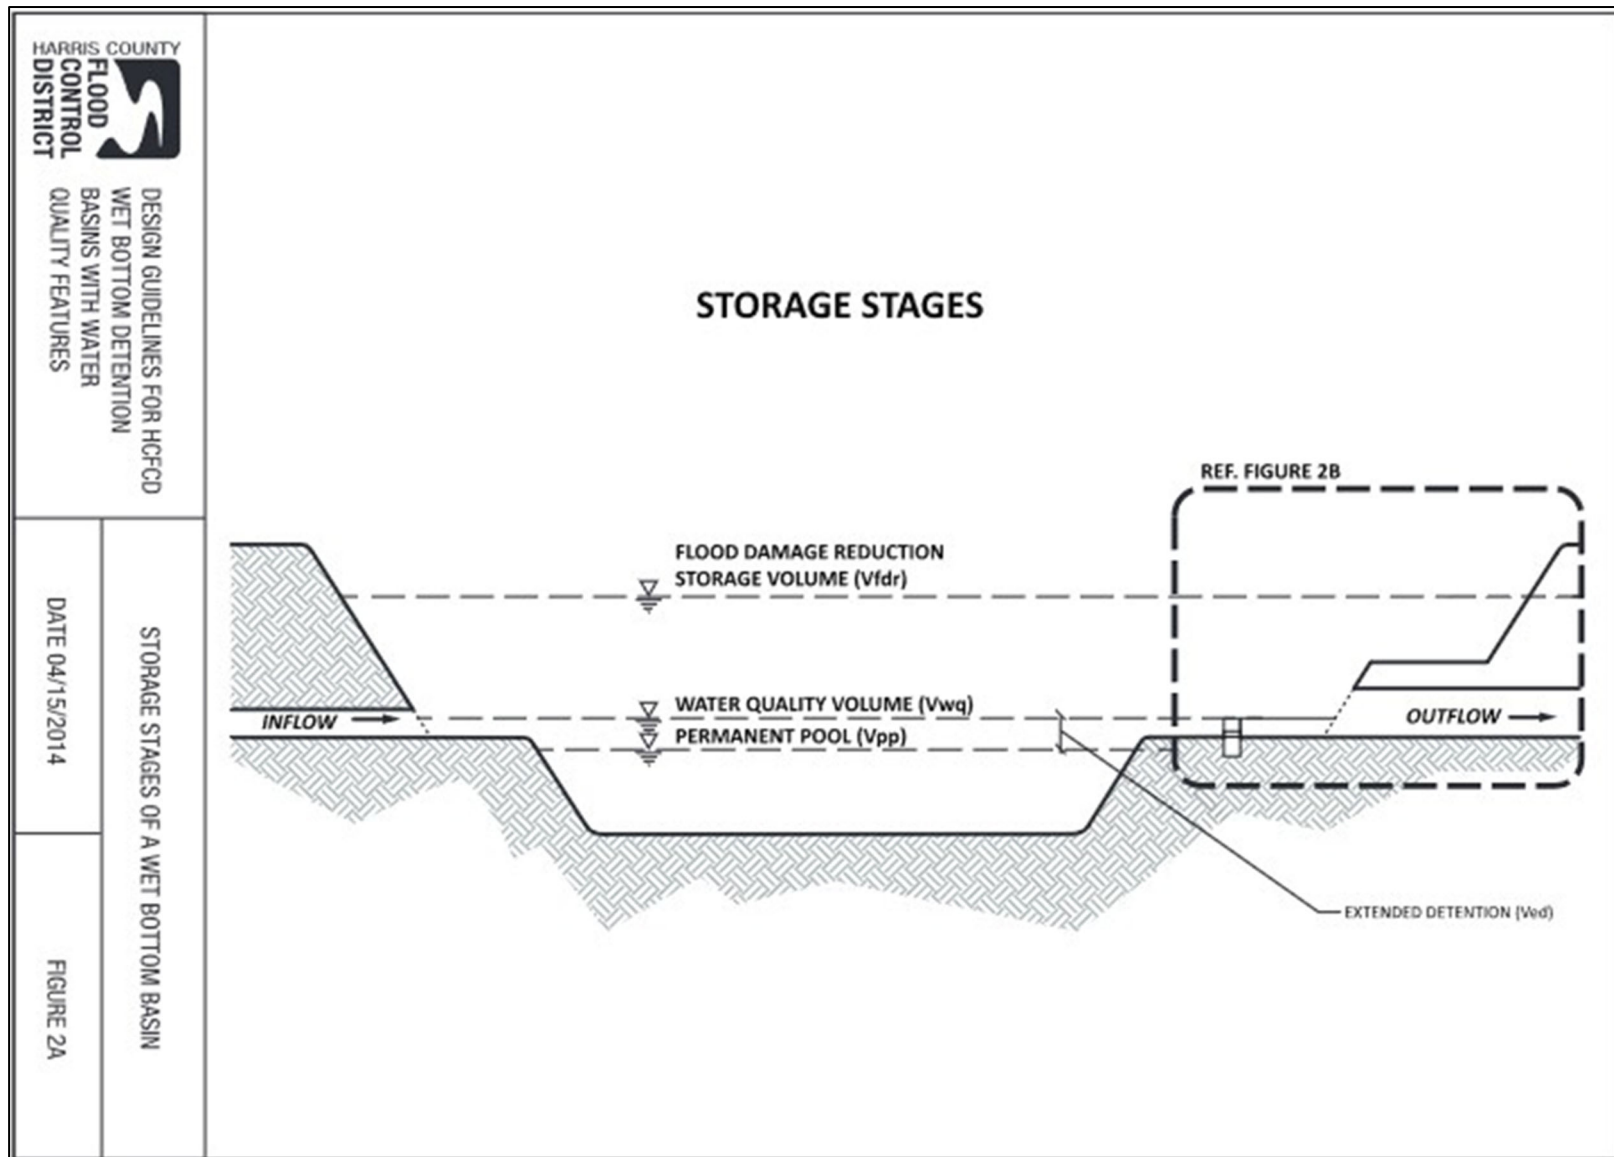 HARRIS COUNTY
FLOOD
CONTROL
DISTRICT
DESIGN GUIDELINES FOR HCFCD
WET BOTTOM DETENTION
BASINS WITH WATER
QUALITY FEATURES
STORAGE STAGES OF A WET BOTTOM BASIN
DATE 04/15/2014
FIGURE 2A
STORAGE STAGES
REF. FIGURE 2B
FLOOD DAMAGE REDUCTION
STORAGE VOLUME (Vfdr)
WATER QUALITY VOLUME (Vwq)
PERMANENT POOL (Vpp)
INFLOW
OUTFLOW
EXTENDED DETENTION (Ved)